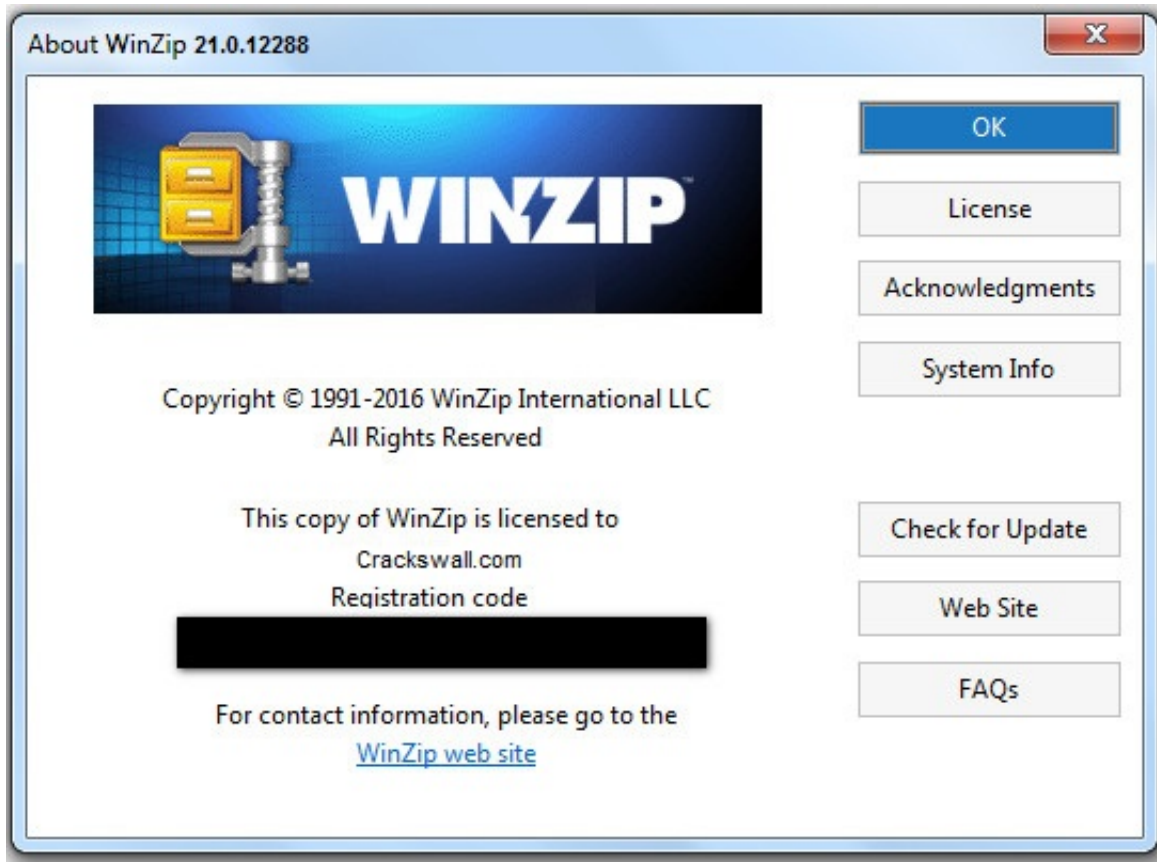 About WinZip 21.0.12288
WINZIP™
OK
License
Acknowledgments
System Info
Copyright © 1991-2016 WinZip International LLC
All Rights Reserved
This copy of WinZip is licensed to
Crackswall.com
Registration code
For contact information, please go to the
WinZip web site
Check for Update
Web Site
FAQs